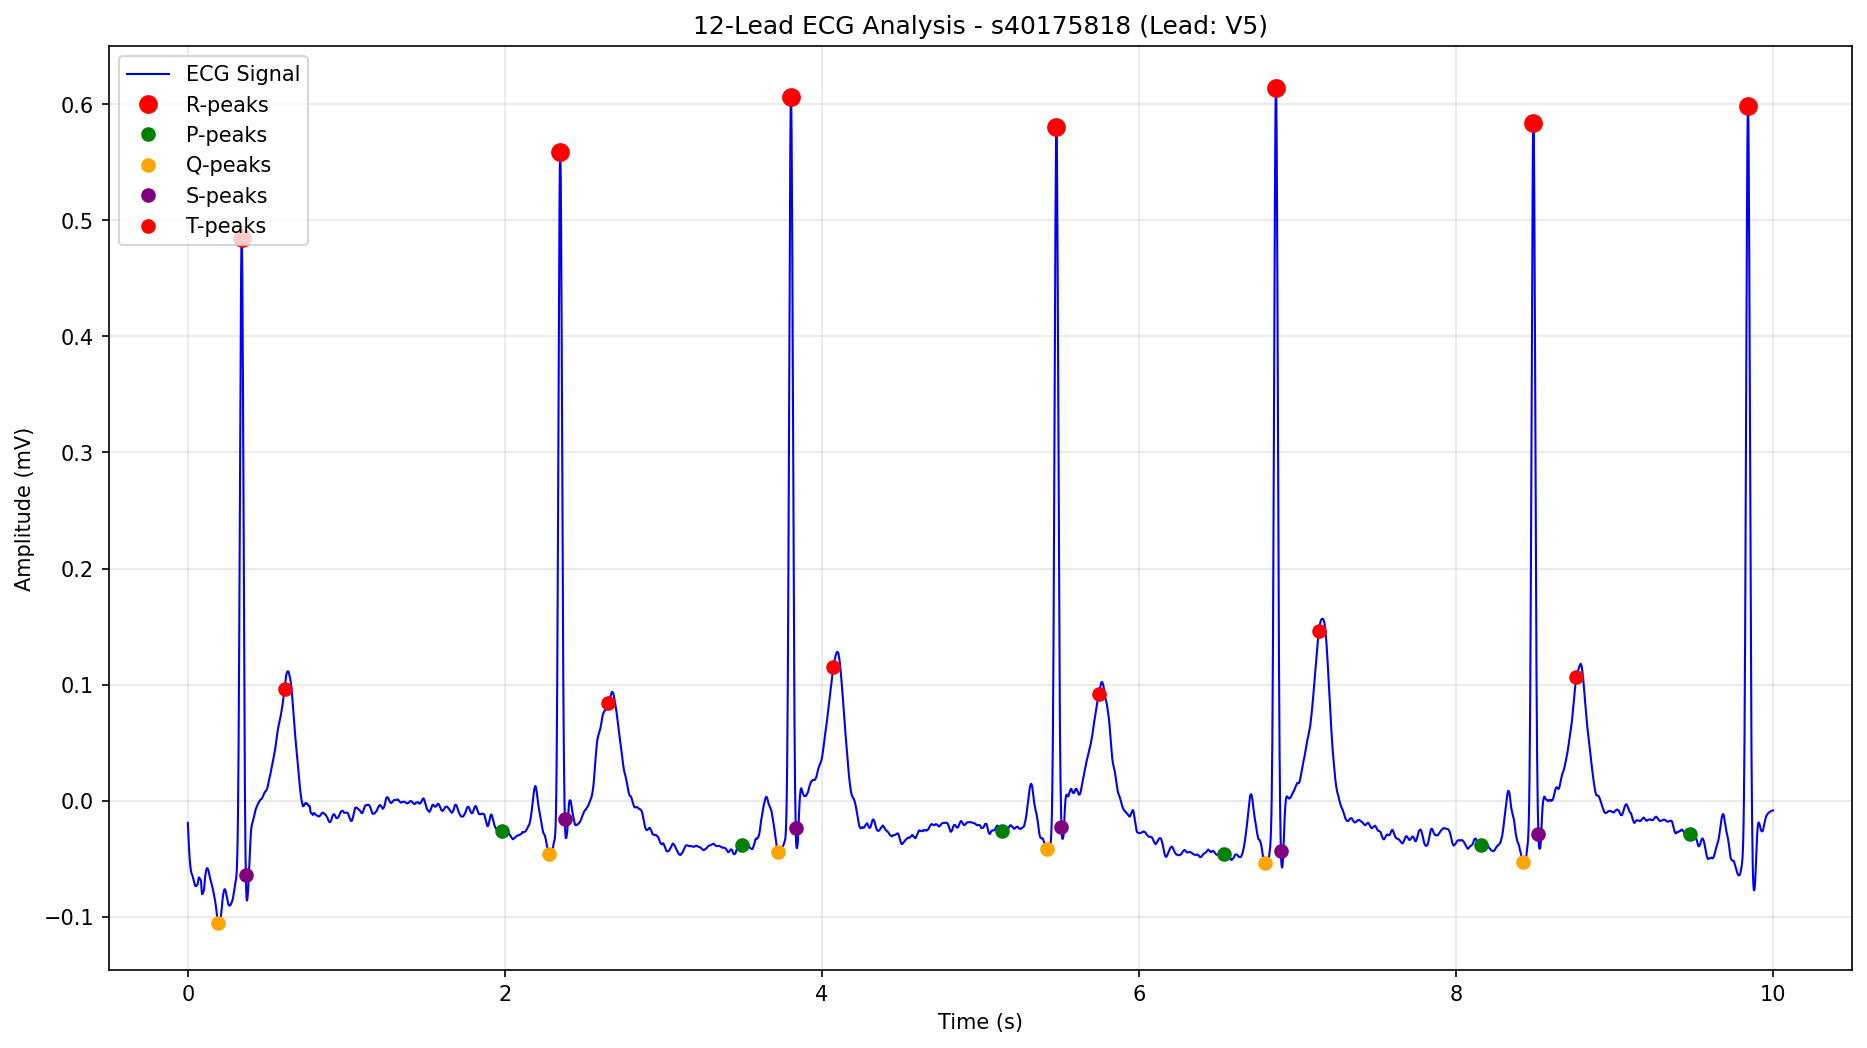 12-Lead ECG Analysis - s40175818 (Lead: V5)
ECG Signal
R-peaks
P-peaks
Q-peaks
S-peaks
T-peaks
0.6
0.5
0.4
0.3
0.2
0.1
0.0
−0.1
Amplitude (mV)
0 2 4 6 8 10
Time (s)